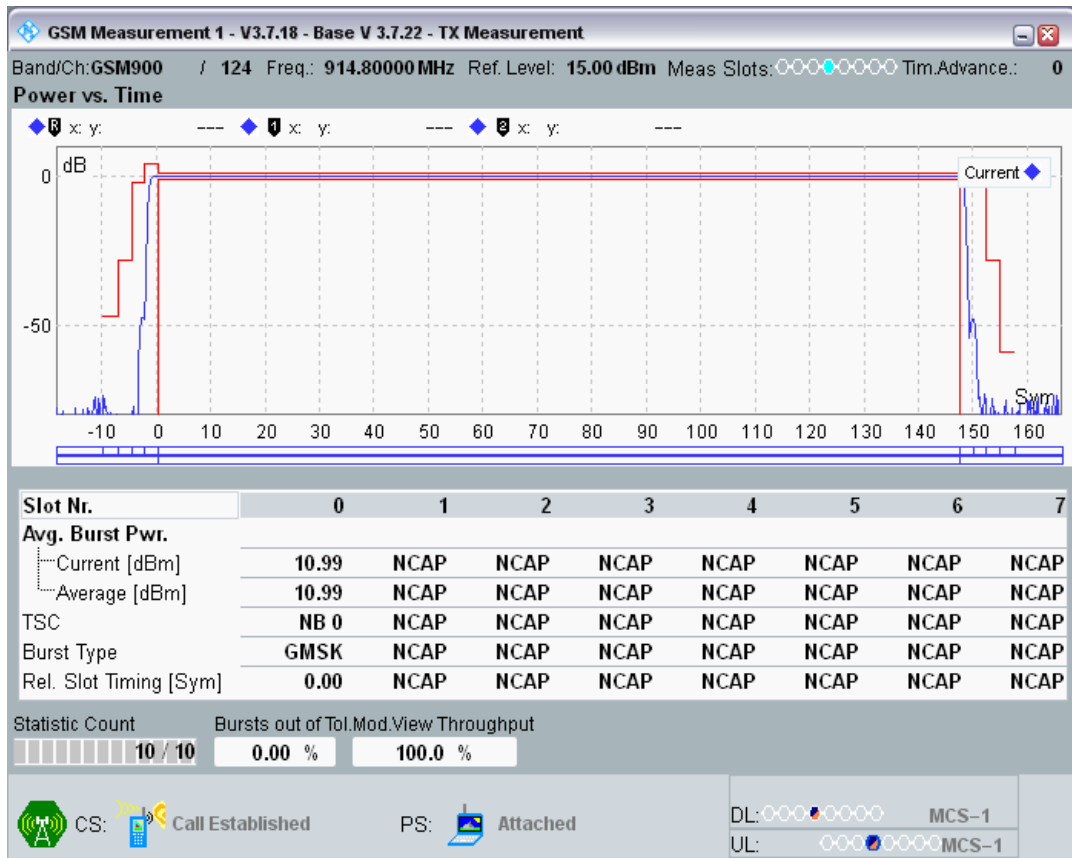 GSM Measurement 1 - V3.7.18 - Base V 3.7.22 - TX Measurement
Band/Ch:GSM900 / 124 Freq.: 914.80000 MHz Ref. Level: 15.00 dBm Meas Slots: Tim.Advance.: 0
Power vs. Time
R x: y: --- 1 x: y: --- 2 x: y: ---
dB
Current
0
-50
Sym
-10 0 10 20 30 40 50 60 70 80 90 100 110 120 130 140 150 160
Slot Nr. 0 1 2 3 4 5 6 7
Avg. Burst Pwr.
Current [dBm] 10.99 NCAP NCAP NCAP NCAP NCAP NCAP NCAP
Average [dBm] 10.99 NCAP NCAP NCAP NCAP NCAP NCAP NCAP
TSC NB 0 NCAP NCAP NCAP NCAP NCAP NCAP NCAP
Burst Type GMSK NCAP NCAP NCAP NCAP NCAP NCAP NCAP
Rel. Slot Timing [Sym] 0.00 NCAP NCAP NCAP NCAP NCAP NCAP NCAP
Statistic Count Bursts out of Tol. Mod.View Throughput
10 / 10 0.00 % 100.0 %
CS: Call Established PS: Attached DL: MCS-1
UL: MCS-1